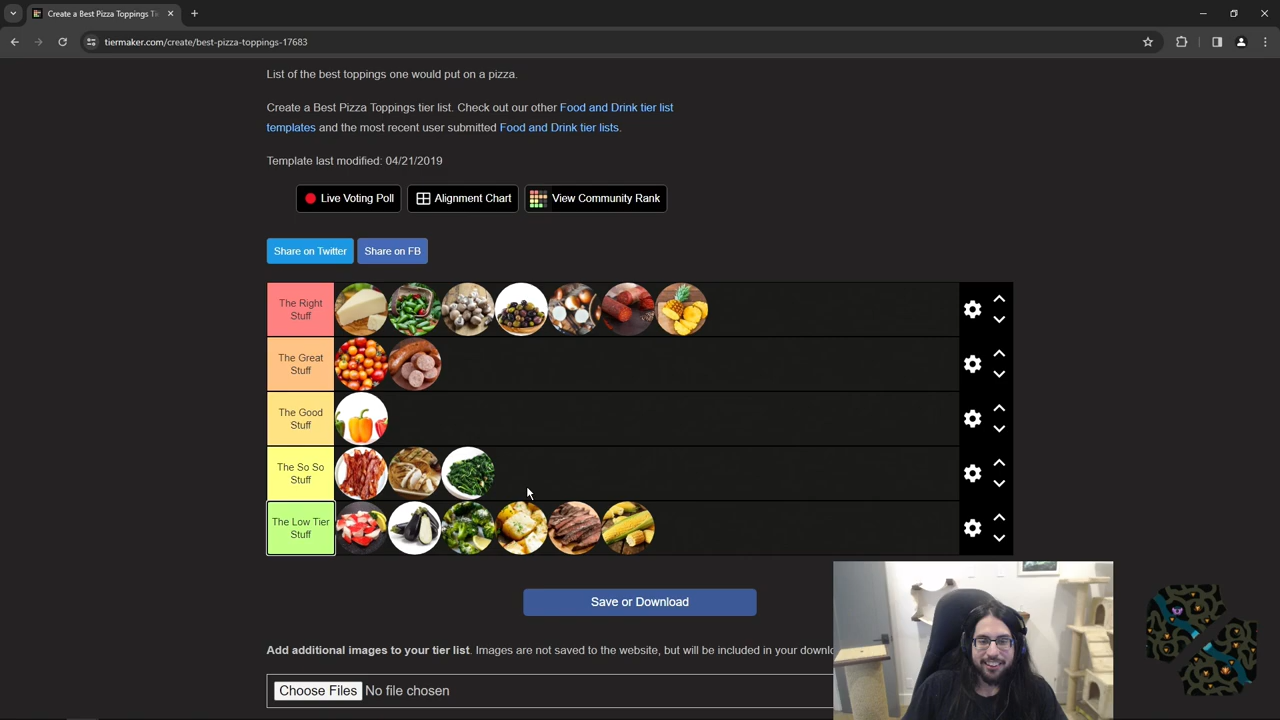 Create a Best Pizza Toppings Ti
tiermaker.com/create/best-pizza-toppings-17683
List of the best toppings one would put on a pizza.
Create a Best Pizza Toppings tier list. Check out our other Food and Drink tier list
templates and the most recent user submitted Food and Drink tier lists.
Template last modified: 04/21/2019
Live Voting Poll Alignment Chart View Community Rank
Share on Twitter Share on FB
The Right
Stuff
The Great
Stuff
The Good
Stuff
The So So
Stuff
The Low Tier
Stuff
Save or Download
Add additional images to your tier list. Images are not saved to the website, but will be included in your downlo
Choose Files No file chosen